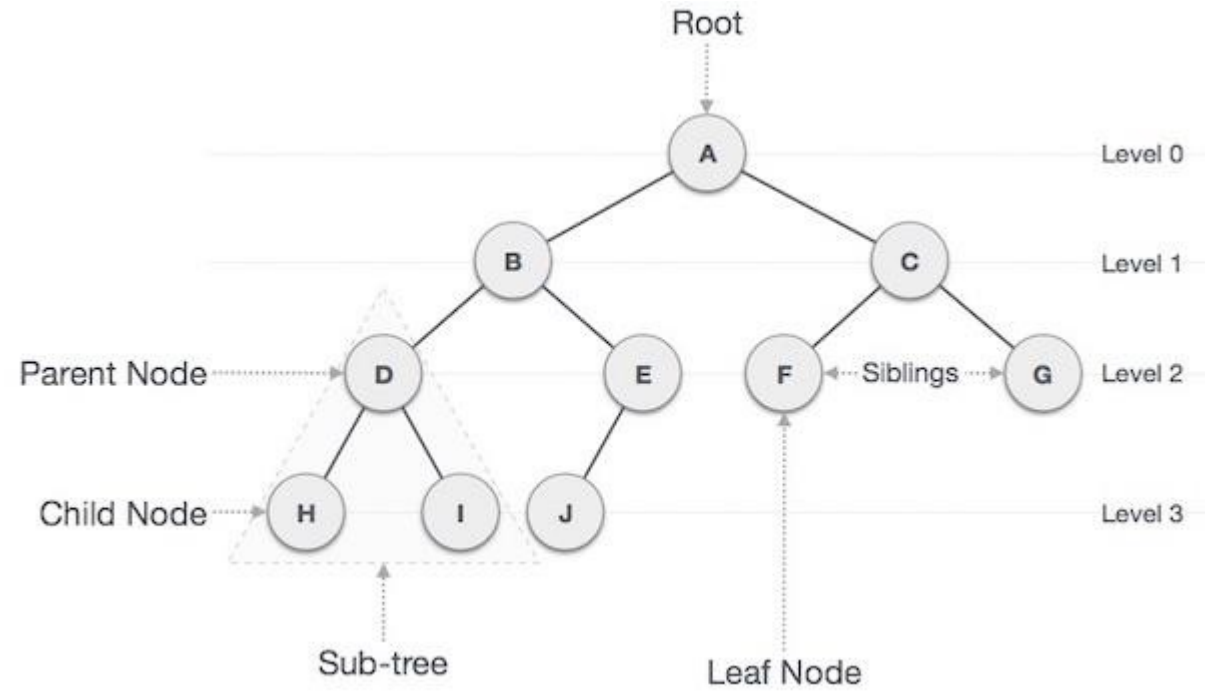 Root
A
Level 0
B
C
Level 1
Parent Node
D
E
F
Siblings
G
Level 2
Child Node
H
I
J
Level 3
Sub-tree
Leaf Node